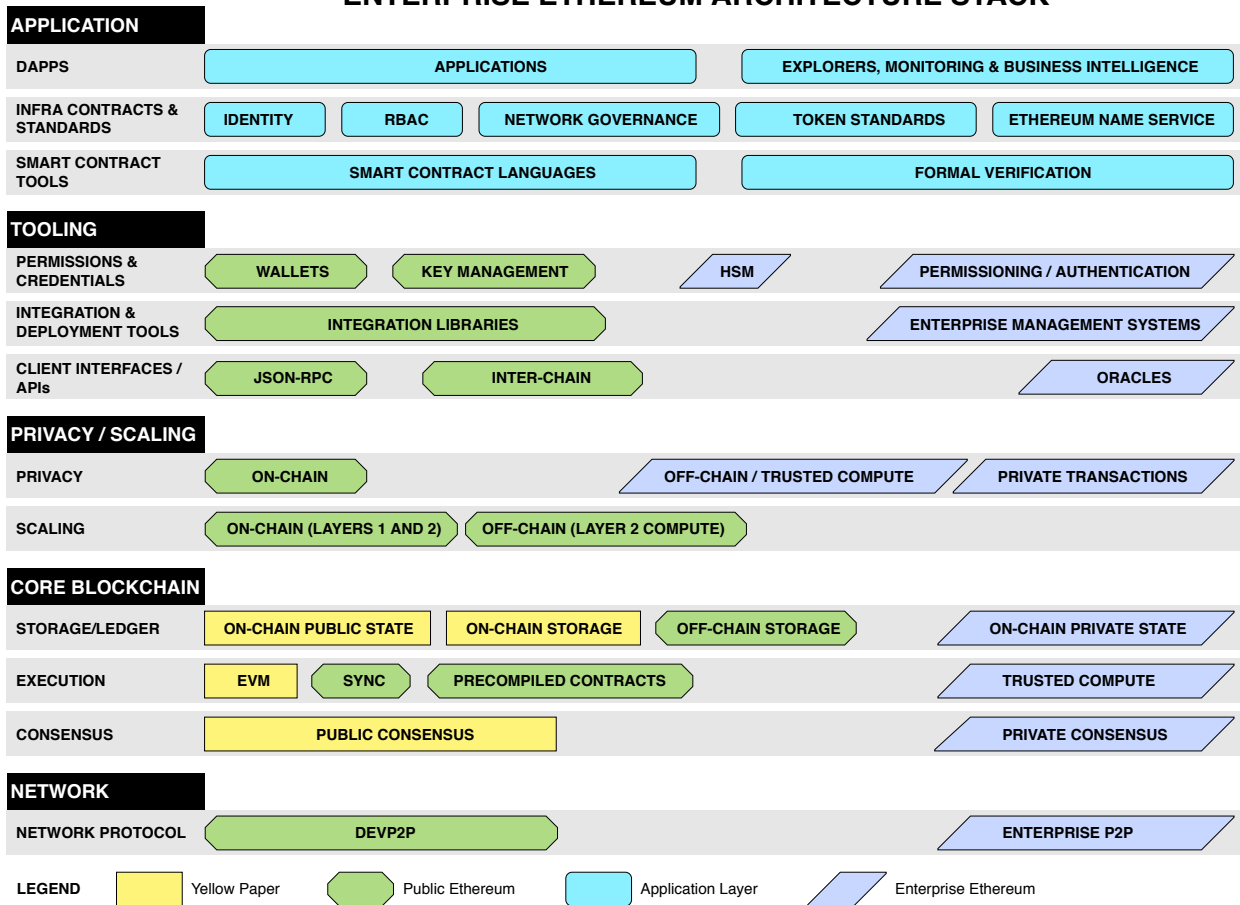 ENTERPRISE ETHEREUM ARCHITECTURE STACK
APPLICATION
DAPPS
APPLICATIONS
EXPLORERS, MONITORING & BUSINESS INTELLIGENCE
INFRA CONTRACTS &
STANDARDS
IDENTITY
RBAC
NETWORK GOVERNANCE
TOKEN STANDARDS
ETHEREUM NAME SERVICE
SMART CONTRACT
TOOLS
SMART CONTRACT LANGUAGES
FORMAL VERIFICATION
TOOLING
PERMISSIONS &
CREDENTIALS
WALLETS
KEY MANAGEMENT
HSM
PERMISSIONING / AUTHENTICATION
INTEGRATION &
DEPLOYMENT TOOLS
INTEGRATION LIBRARIES
ENTERPRISE MANAGEMENT SYSTEMS
CLIENT INTERFACES /
APIs
JSON-RPC
INTER-CHAIN
ORACLES
PRIVACY / SCALING
PRIVACY
ON-CHAIN
OFF-CHAIN / TRUSTED COMPUTE
PRIVATE TRANSACTIONS
SCALING
ON-CHAIN (LAYERS 1 AND 2)
OFF-CHAIN (LAYER 2 COMPUTE)
CORE BLOCKCHAIN
STORAGE/LEDGER
ON-CHAIN PUBLIC STATE
ON-CHAIN STORAGE
OFF-CHAIN STORAGE
ON-CHAIN PRIVATE STATE
EXECUTION
EVM
SYNC
PRECOMPILED CONTRACTS
TRUSTED COMPUTE
CONSENSUS
PUBLIC CONSENSUS
PRIVATE CONSENSUS
NETWORK
NETWORK PROTOCOL
DEVP2P
ENTERPRISE P2P
LEGEND
Yellow Paper
Public Ethereum
Application Layer
Enterprise Ethereum